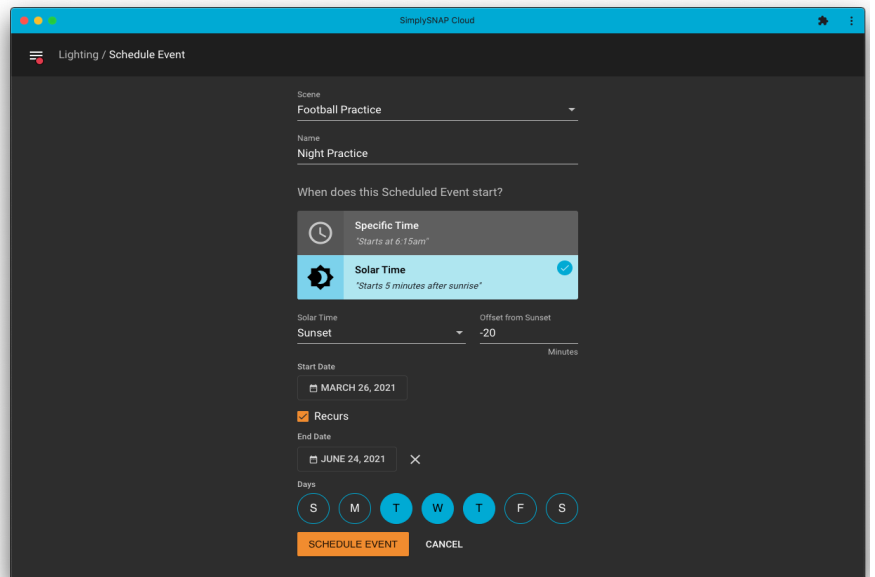 SimplySNAP Cloud
Lighting / Schedule Event
Scene
Football Practice
Name
Night Practice
When does this Scheduled Event start?
Specific Time
"Starts at 6:15am"
Solar Time
"Starts 5 minutes after sunrise"
Solar Time Offset from Sunset
Sunset -20
Minutes
Start Date
MARCH 26, 2021
Recurs
End Date
JUNE 24, 2021
Days
S M T W T F S
SCHEDULE EVENT CANCEL